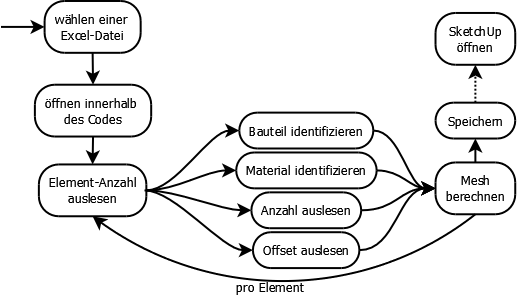 wählen einer
Excel-Datei
öffnen innerhalb
des Codes
Element-Anzahl
auslesen
Bauteil identifizieren
Material identifizieren
Anzahl auslesen
Offset auslesen
Mesh
berechnen
Speichern
SketchUp
öffnen
pro Element